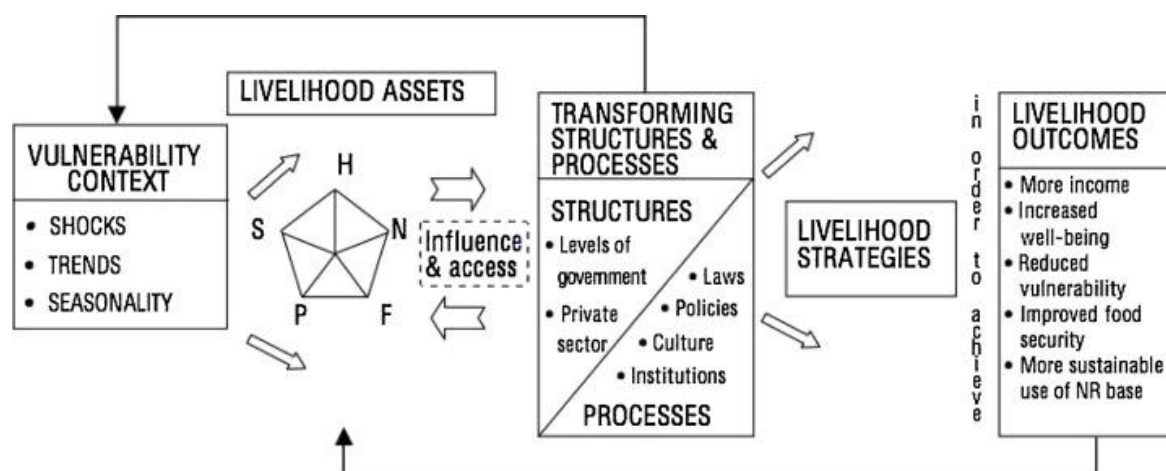 LIVELIHOOD ASSETS
VULNERABILITY
CONTEXT
• SHOCKS
• TRENDS
• SEASONALITY
H
S
N
P
F
Influence
& access
TRANSFORMING
STRUCTURES &
PROCESSES
STRUCTURES
• Levels of
government
• Private
sector
• Laws
• Policies
• Culture
• Institutions
PROCESSES
LIVELIHOOD
STRATEGIES
in order to achieve
LIVELIHOOD
OUTCOMES
• More income
• Increased
well-being
• Reduced
vulnerability
• Improved food
security
• More sustainable
use of NR base